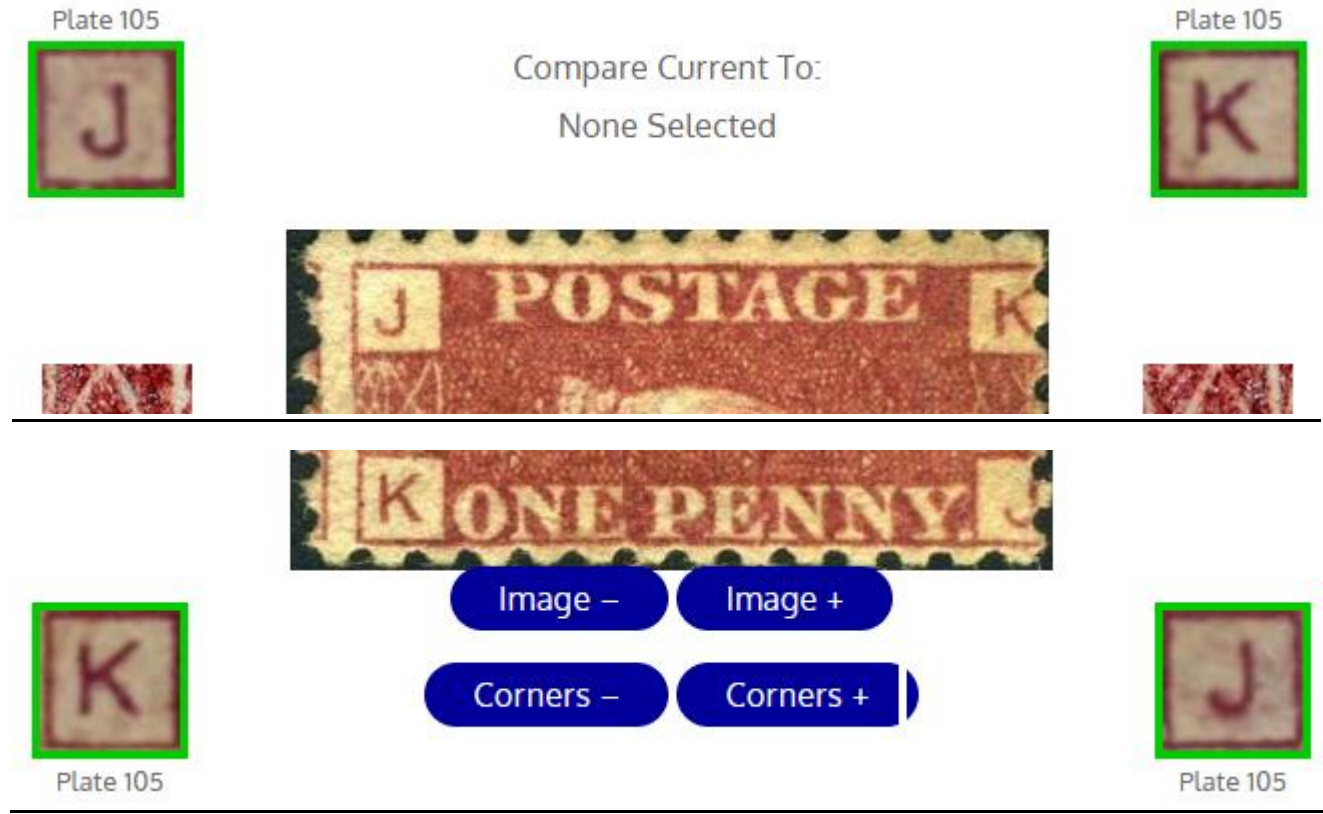 Plate 105
Plate 105
J
Compare Current To:
K
None Selected
J POSTAGE K
K ONE PENNY. J
Image – Image +
K
Corners – Corners +
J
Plate 105
Plate 105